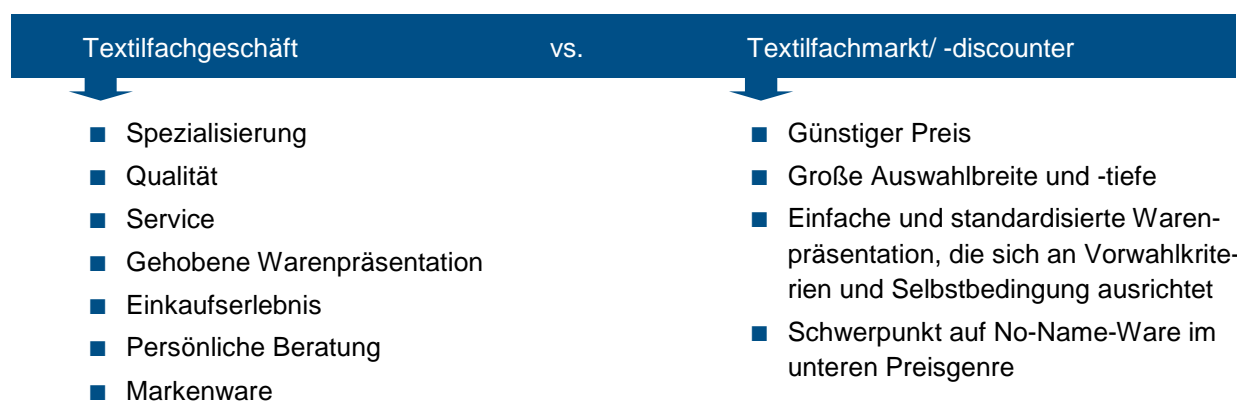 Textilfachgeschäft vs. Textilfachmarkt/ -discounter
Spezialisierung
Qualität
Service
Gehobene Warenpräsentation
Einkaufserlebnis
Persönliche Beratung
Markenware
Günstiger Preis
Große Auswahlbreite und -tiefe
Einfache und standardisierte Waren-
präsentation, die sich an Vorwahlkrite-
rien und Selbstbedingung ausrichtet
Schwerpunkt auf No-Name-Ware im
unteren Preisgenre